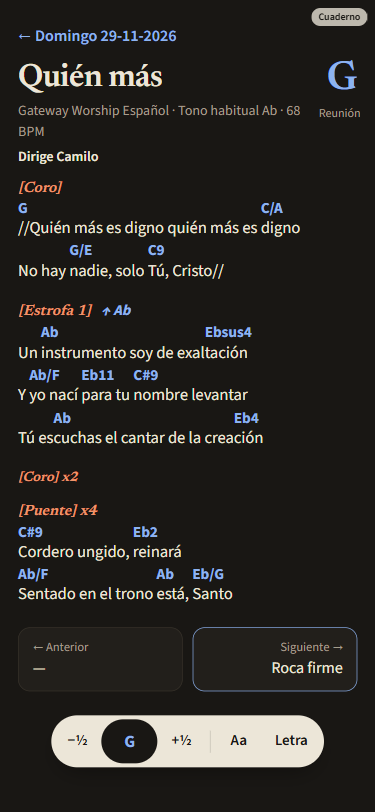 Cuaderno
← Domingo 29-11-2026
Quién más
G
Gateway Worship Español · Tono habitual Ab · 68 BPM
Reunión
Dirige Camilo
[Coro]
G C/A
//Quién más es digno quién más es digno
G/E C9
No hay nadie, solo Tú, Cristo//
[Estrofa 1] ↑ Ab
Ab Ebsus4
Un instrumento soy de exaltación
Ab/F Eb11 C#9
Y yo nací para tu nombre levantar
Ab Eb4
Tú escuchas el cantar de la creación
[Coro] x2
[Puente] x4
C#9 Eb2
Cordero ungido, reinará
Ab/F Ab Eb/G
Sentado en el trono está, Santo
← Anterior
—
Siguiente →
Roca firme
−½ G +½ Aa Letra